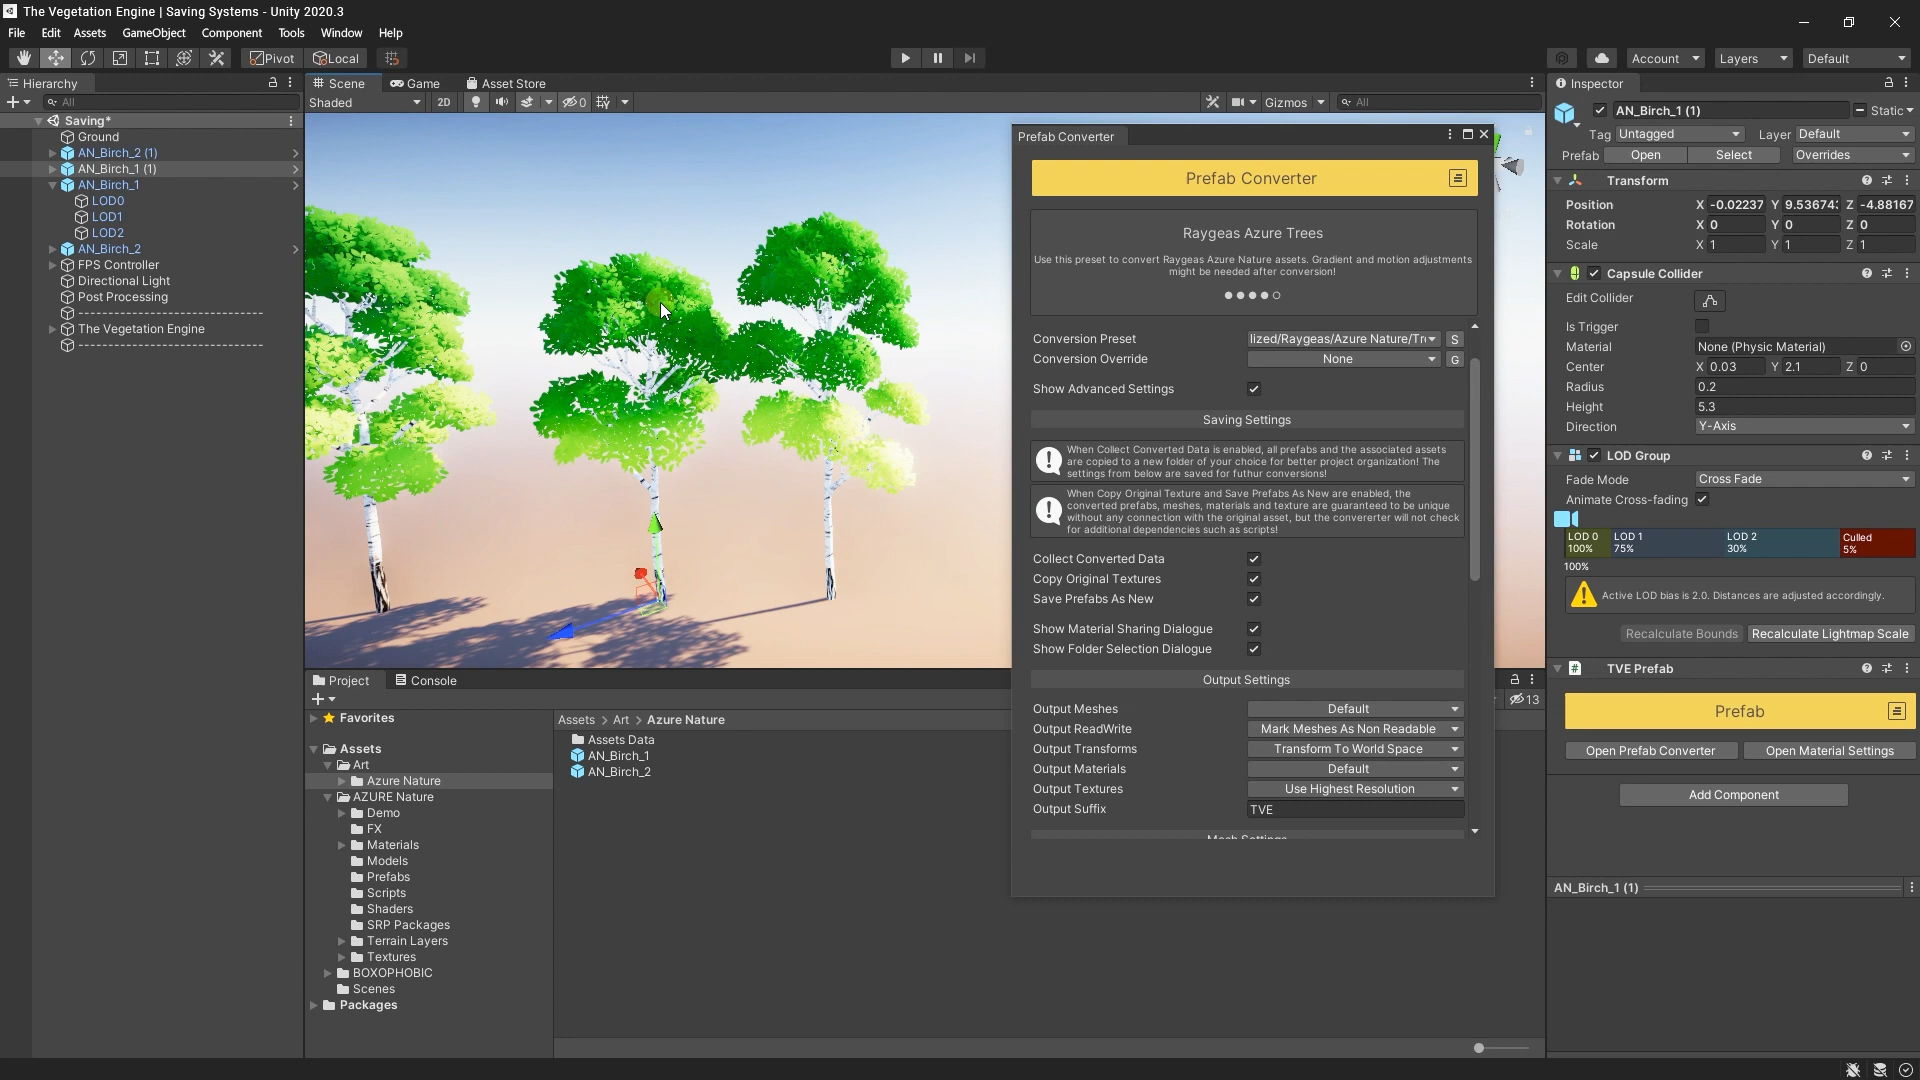 The Vegetation Engine | Saving Systems - Unity 2020.3
File Edit Assets GameObject Component Tools Window Help
Pivot Local
Account Layers Default
Hierarchy
All
Saving*
Ground
AN_Birch_2 (1)
AN_Birch_1 (1)
AN_Birch_1
LOD0
LOD1
LOD2
AN_Birch_2
FPS Controller
Directional Light
Post Processing
--------------------------------
The Vegetation Engine
--------------------------------
Scene Game Asset Store
Shaded 2D 0 Gizmos All
Prefab Converter
Prefab Converter
Raygeas Azure Trees
Use this preset to convert Raygeas Azure Nature assets. Gradient and motion adjustments
might be needed after conversion!
Conversion Preset lized/Raygeas/Azure Nature/Tre S
Conversion Override None G
Show Advanced Settings
Saving Settings
When Collect Converted Data is enabled, all prefabs and the associated assets
are copied to a new folder of your choice for better project organization! The
settings from below are saved for futhur conversions!
When Copy Original Texture and Save Prefabs As New are enabled, the
converted prefabs, meshes, materials and texture are guaranteed to be unique
without any connection with the original asset, but the convererter will not check
for additional dependencies such as scripts!
Collect Converted Data
Copy Original Textures
Save Prefabs As New
Show Material Sharing Dialogue
Show Folder Selection Dialogue
Output Settings
Output Meshes Default
Output ReadWrite Mark Meshes As Non Readable
Output Transforms Transform To World Space
Output Materials Default
Output Textures Use Highest Resolution
Output Suffix TVE
Mesh Settings
Project Console
13
Favorites
Assets
Art
Azure Nature
AZURE Nature
Demo
FX
Materials
Models
Prefabs
Scripts
Shaders
SRP Packages
Terrain Layers
Textures
BOXOPHOBIC
Scenes
Packages
Assets > Art > Azure Nature
Assets Data
AN_Birch_1
AN_Birch_2
Inspector
AN_Birch_1 (1) Static
Tag Untagged Layer Default
Prefab Open Select Overrides
Transform
Position X -0.02237 Y 9.53674 Z -4.88167
Rotation X 0 Y 0 Z 0
Scale X 1 Y 1 Z 1
Capsule Collider
Edit Collider
Is Trigger
Material None (Physic Material)
Center X 0.03 Y 2.1 Z 0
Radius 0.2
Height 5.3
Direction Y-Axis
LOD Group
Fade Mode Cross Fade
Animate Cross-fading
LOD 0 LOD 1 LOD 2 Culled
100% 75% 30% 5%
100%
Active LOD bias is 2.0. Distances are adjusted accordingly.
Recalculate Bounds Recalculate Lightmap Scale
TVE Prefab
Prefab
Open Prefab Converter Open Material Settings
Add Component
AN_Birch_1 (1)